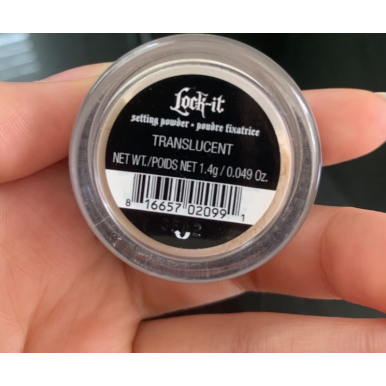 Lock-it
setting powder • poudre fixatrice
TRANSLUCENT
NET WT./POIDS NET 1.4g / 0.049 Oz.
8 16657 02099 1